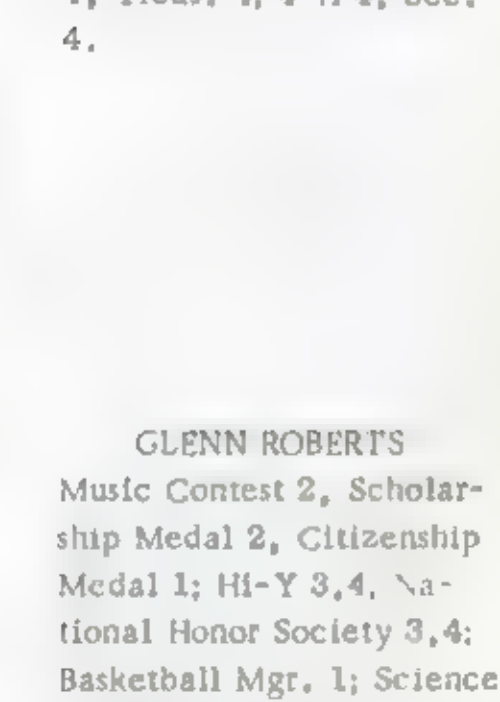 4.
GLENN ROBERTS
Music Contest 2, Scholar-
ship Medal 2, Citizenship
Medal 1; Hi-Y 3,4, Na-
tional Honor Society 3,4;
Basketball Mgr. 1; Science